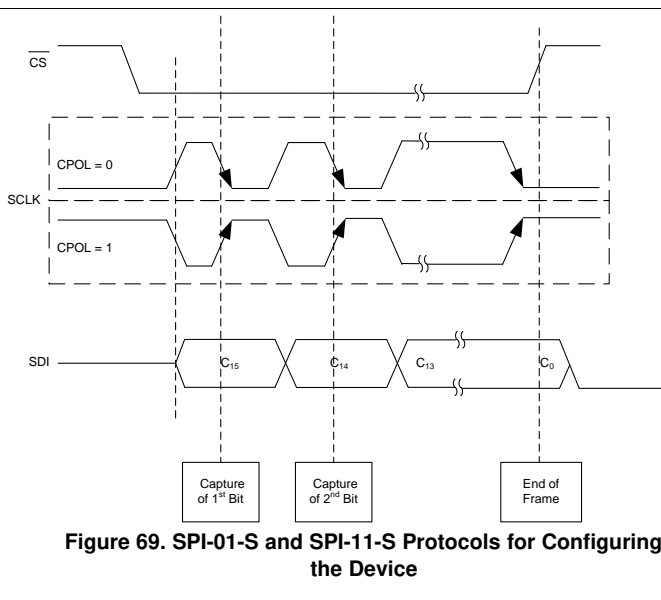 CS
CPOL = 0
SCLK
CPOL = 1
SDI
C15
C14
C13
C0
Capture
of 1st Bit
Capture
of 2nd Bit
End of
Frame
Figure 69. SPI-01-S and SPI-11-S Protocols for Configuring
the Device